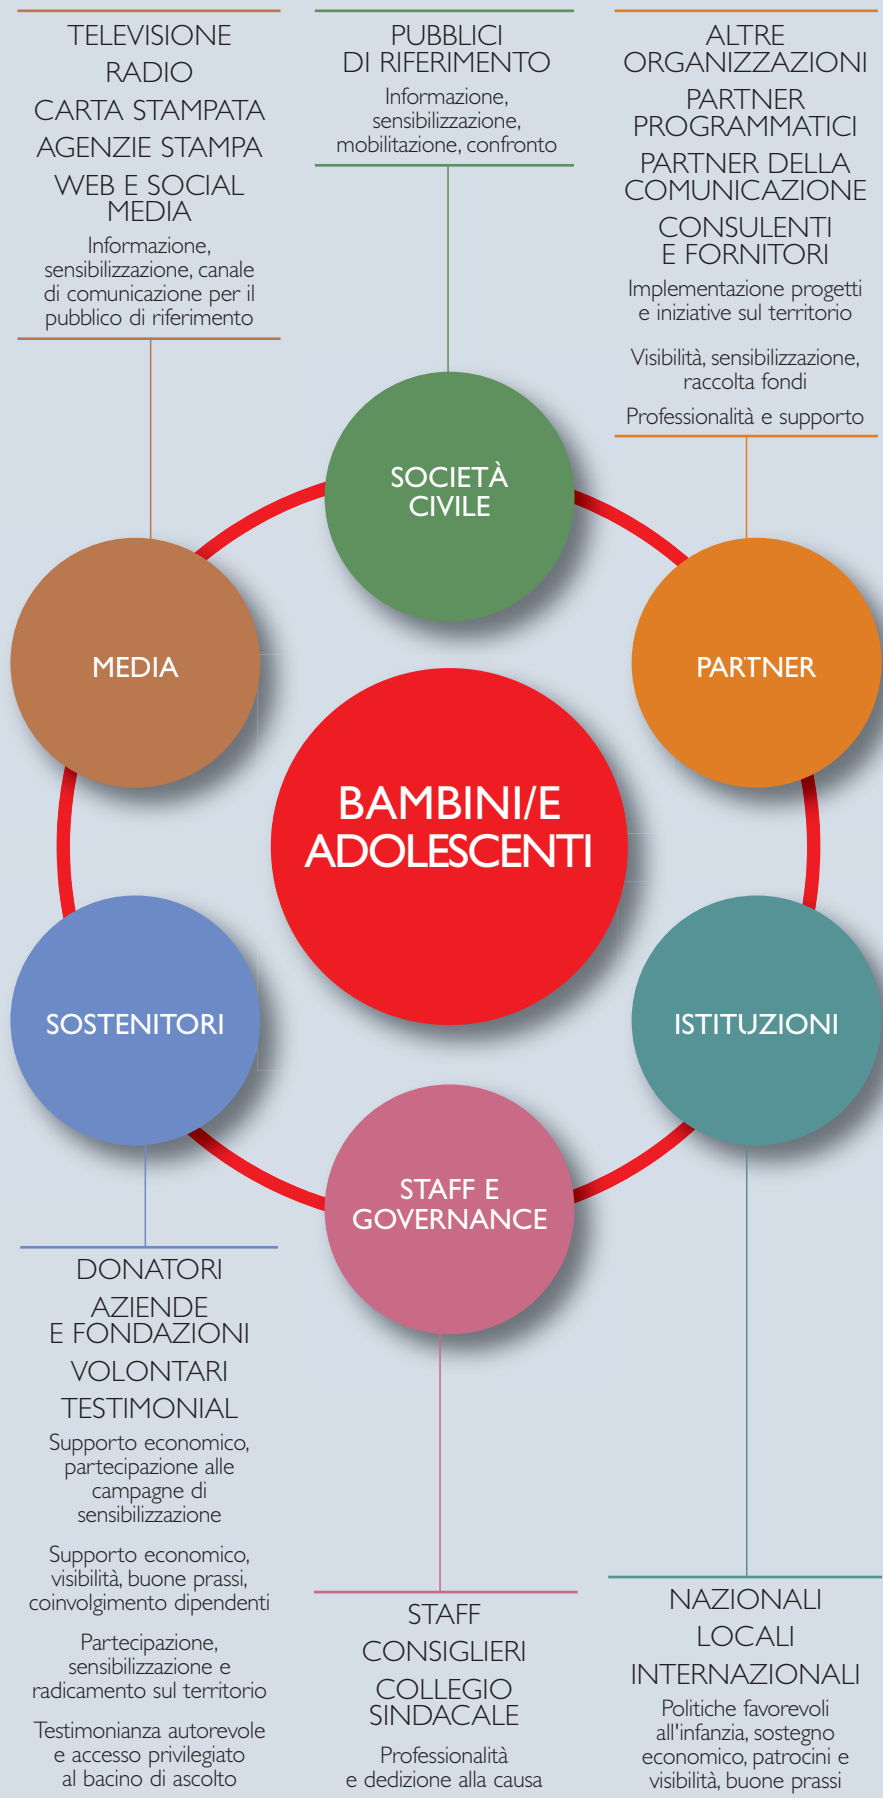 TELEVISIONE
RADIO
CARTA STAMPATA
AGENZIE STAMPA
WEB E SOCIAL
MEDIA
Informazione,
sensibilizzazione, canale
di comunicazione per il
pubblico di riferimento
PUBBLICI
DI RIFERIMENTO
Informazione,
sensibilizzazione,
mobilitazione, confronto
ALTRE
ORGANIZZAZIONI
PARTNER
PROGRAMMATICI
PARTNER DELLA
COMUNICAZIONE
CONSULENTI
E FORNITORI
Implementazione progetti
e iniziative sul territorio
Visibilità, sensibilizzazione,
raccolta fondi
Professionalità e supporto
SOCIETÀ
CIVILE
MEDIA
PARTNER
BAMBINI/E
ADOLESCENTI
SOSTENITORI
ISTITUZIONI
STAFF E
GOVERNANCE
DONATORI
AZIENDE
E FONDAZIONI
VOLONTARI
TESTIMONIAL
Supporto economico,
partecipazione alle
campagne di
sensibilizzazione
Supporto economico,
visibilità, buone prassi,
coinvolgimento dipendenti
Partecipazione,
sensibilizzazione e
radicamento sul territorio
Testimonianza autorevole
e accesso privilegiato
al bacino di ascolto
STAFF
CONSIGLIERI
COLLEGIO
SINDACALE
Professionalità
e dedizione alla causa
NAZIONALI
LOCALI
INTERNAZIONALI
Politiche favorevoli
all'infanzia, sostegno
economico, patrocini e
visibilità, buone prassi